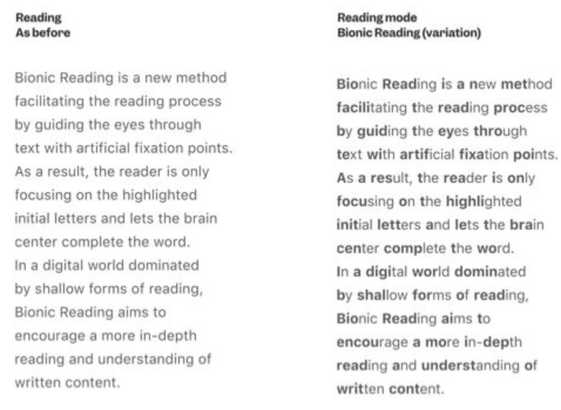 Reading
As before
Bionic Reading is a new method
facilitating the reading process
by guiding the eyes through
text with artificial fixation points.
As a result, the reader is only
focusing on the highlighted
initial letters and lets the brain
center complete the word.
In a digital world dominated
by shallow forms of reading,
Bionic Reading aims to
encourage a more in-depth
reading and understanding of
written content.
Reading mode
Bionic Reading (variation)
Bionic Reading is a new method
facilitating the reading process
by guiding the eyes through
text with artificial fixation points.
As a result, the reader is only
focusing on the highlighted
initial letters and lets the brain
center complete the word.
In a digital world dominated
by shallow forms of reading,
Bionic Reading aims to
encourage a more in-depth
reading and understanding of
written content.